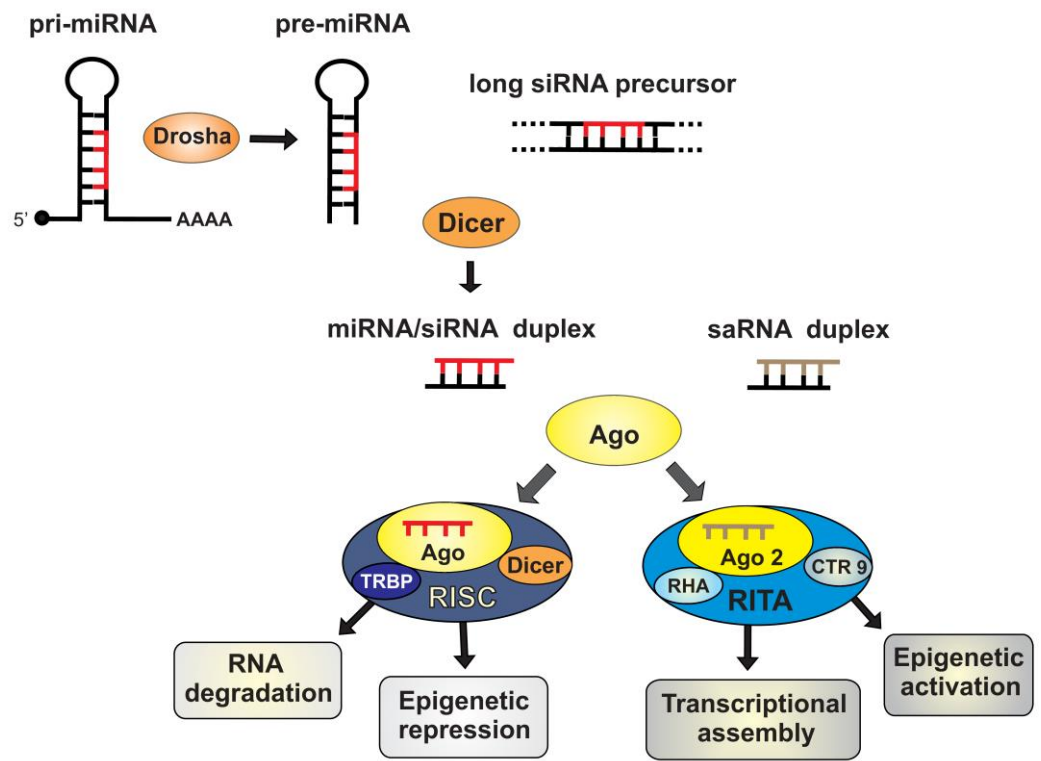 pri-miRNA
pre-miRNA
long siRNA precursor
Drosha
5’
AAAA
Dicer
miRNA/siRNA duplex
saRNA duplex
Ago
Ago
TRBP
Dicer
RISC
Ago 2
RHA
CTR 9
RITA
RNA
degradation
Epigenetic
repression
Transcriptional
assembly
Epigenetic
activation